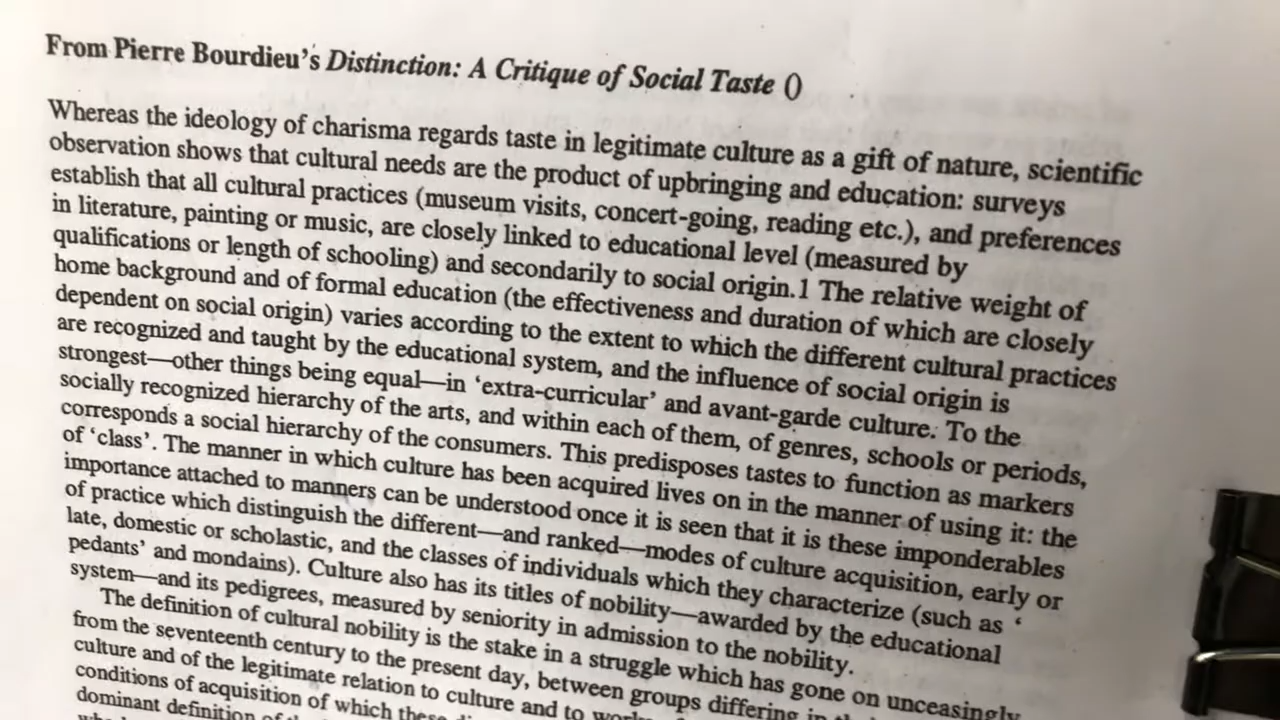 From Pierre Bourdieu's Distinction: A Critique of Social Taste ()
Whereas the ideology of charisma regards taste in legitimate culture as a gift of nature, scientific
observation shows that cultural needs are the product of upbringing and education: surveys
establish that all cultural practices (museum visits, concert-going, reading etc.), and preferences
in literature, painting or music, are closely linked to educational level (measured by
qualifications or length of schooling) and secondarily to social origin.1 The relative weight of
home background and of formal education (the effectiveness and duration of which are closely
dependent on social origin) varies according to the extent to which the different cultural practices
are recognized and taught by the educational system, and the influence of social origin is
strongest—other things being equal—in ‘extra-curricular’ and avant-garde culture. To the
socially recognized hierarchy of the arts, and within each of them, of genres, schools or periods,
corresponds a social hierarchy of the consumers. This predisposes tastes to function as markers
of ‘class’. The manner in which culture has been acquired lives on in the manner of using it: the
importance attached to manners can be understood once it is seen that it is these imponderables
of practice which distinguish the different—and ranked—modes of culture acquisition, early or
late, domestic or scholastic, and the classes of individuals which they characterize (such as ‘
pedants’ and mondains). Culture also has its titles of nobility—awarded by the educational
system—and its pedigrees, measured by seniority in admission to the nobility.
The definition of cultural nobility is the stake in a struggle which has gone on unceasingly
from the seventeenth century to the present day, between groups differing in
culture and of the legitimate relation to culture and to
conditions of acquisition of which these
dominant definition